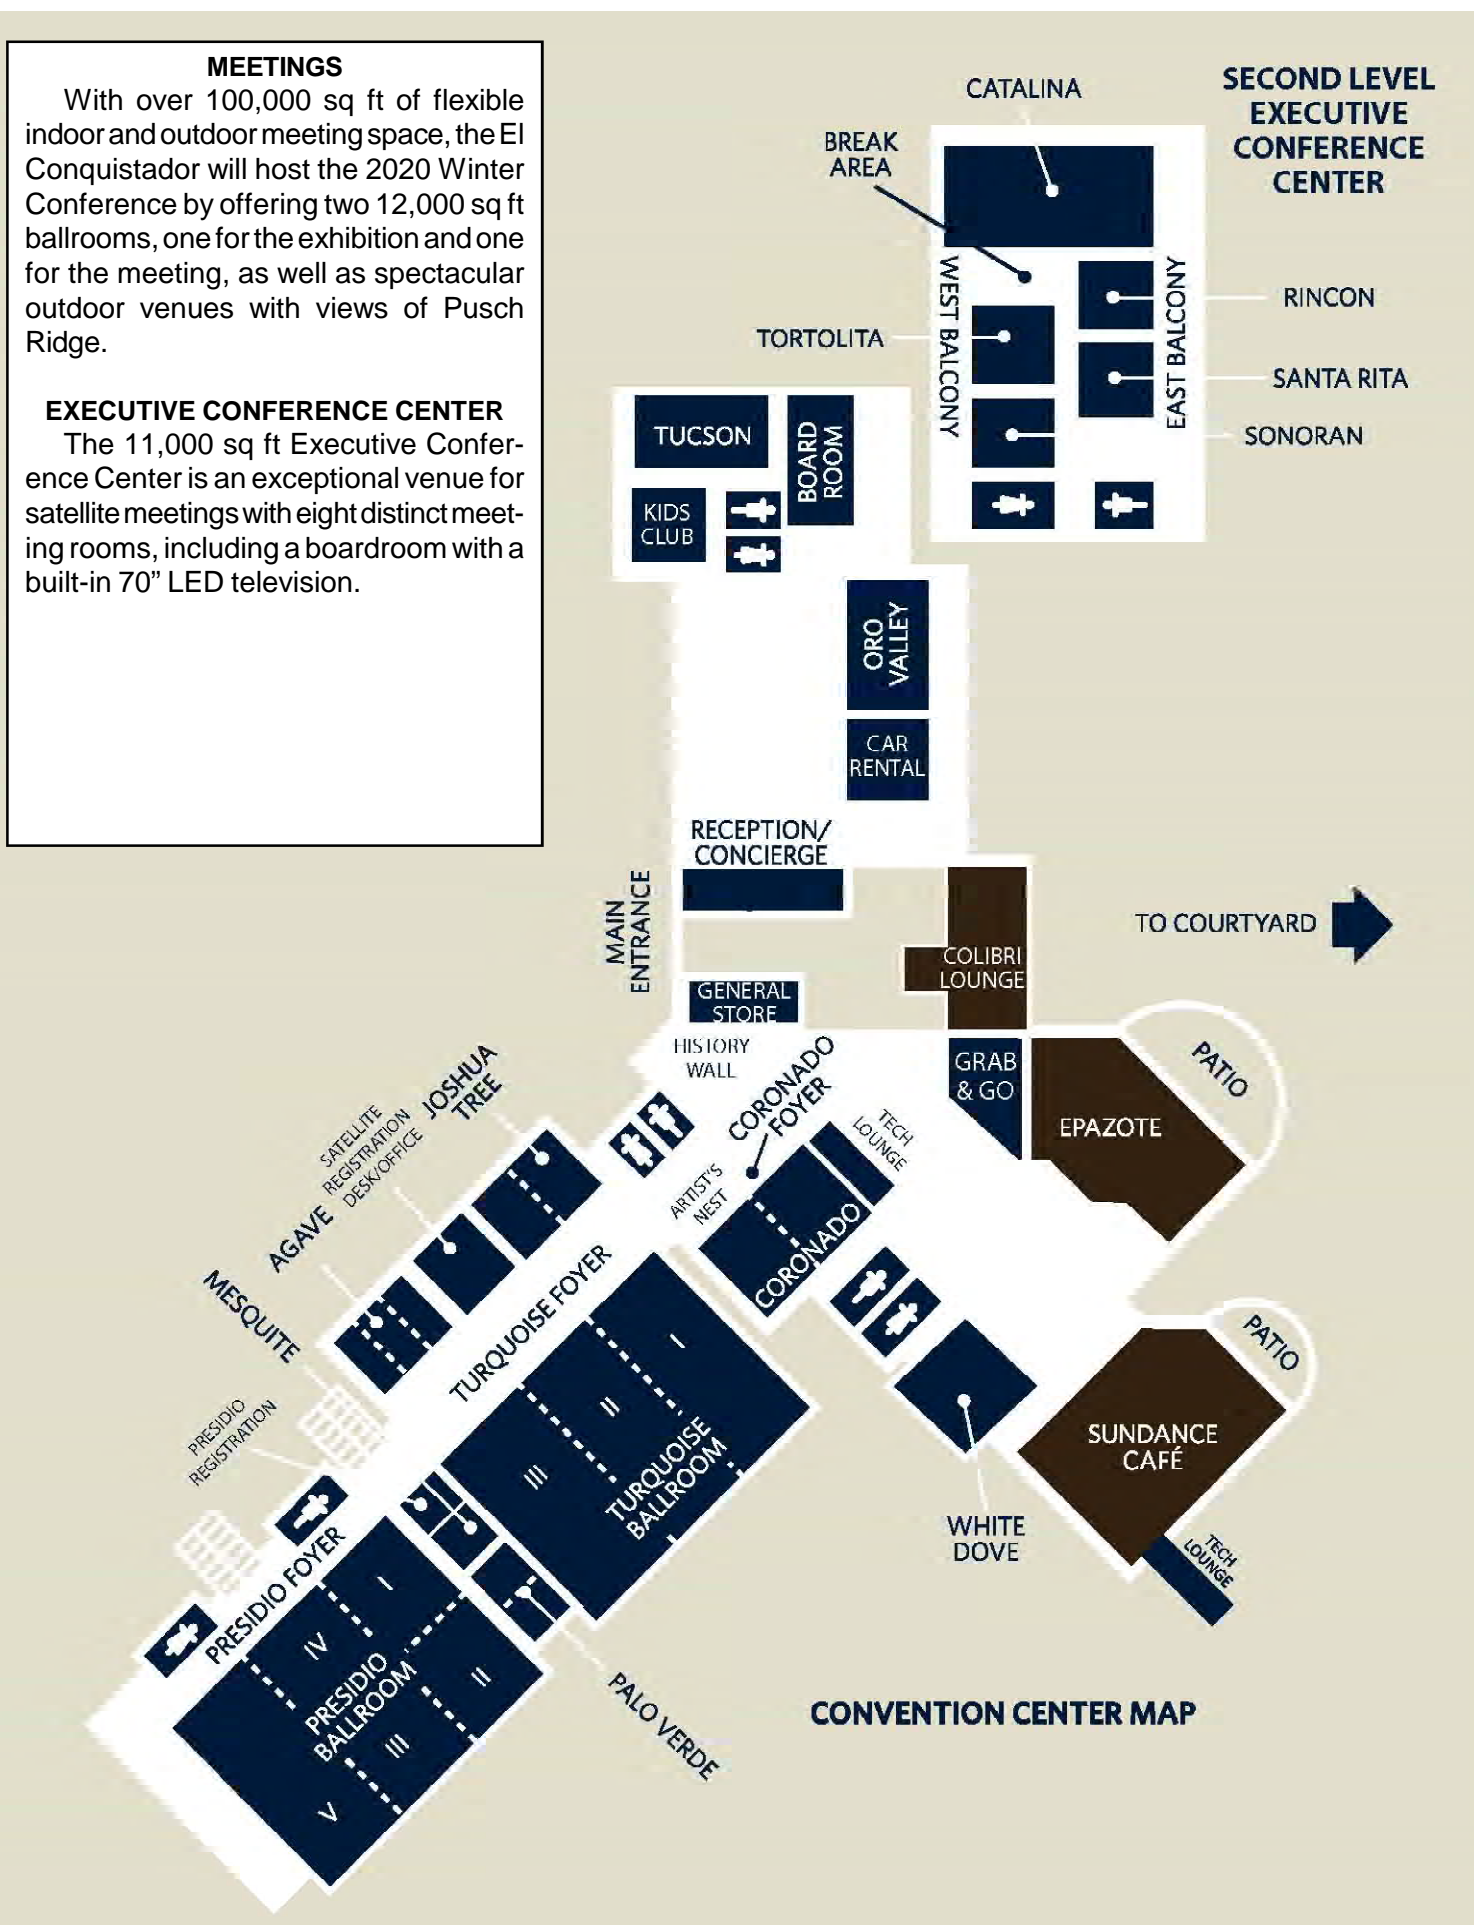 MEETINGS
With over 100,000 sq ft of flexible
indoor and outdoor meeting space, the El
Conquistador will host the 2020 Winter
Conference by offering two 12,000 sq ft
ballrooms, one for the exhibition and one
for the meeting, as well as spectacular
outdoor venues with views of Pusch
Ridge.
EXECUTIVE CONFERENCE CENTER
The 11,000 sq ft Executive Confer-
ence Center is an exceptional venue for
satellite meetings with eight distinct meet-
ing rooms, including a boardroom with a
built-in 70” LED television.
SECOND LEVEL
EXECUTIVE
CONFERENCE
CENTER
CATALINA
BREAK
AREA
WEST BALCONY
EAST BALCONY
RINCON
TORTOLITA
SANTA RITA
SONORAN
TUCSON
BOARD
ROOM
KIDS
CLUB
ORO
VALLEY
CAR
RENTAL
RECEPTION/
CONCIERGE
MAIN
ENTRANCE
TO COURTYARD
COLIBRI
LOUNGE
GENERAL
STORE
HISTORY
WALL
CORONADO
FOYER
GRAB
& GO
EPAZOTE
PATIO
JOSHUA
TREE
SATELLITE
REGISTRATION
DESK/OFFICE
AGAVE
MESQUITE
TECH
LOUNGE
ARTIST'S
NEST
CORONADO
TURQUOISE FOYER
I
II
III
TURQUOISE
BALLROOM
PATIO
SUNDANCE
CAFÉ
WHITE
DOVE
TECH
LOUNGE
PRESIDIO
REGISTRATION
PRESIDIO FOYER
I
IV
II
PRESIDIO
BALLROOM
III
V
PALO VERDE
CONVENTION CENTER MAP